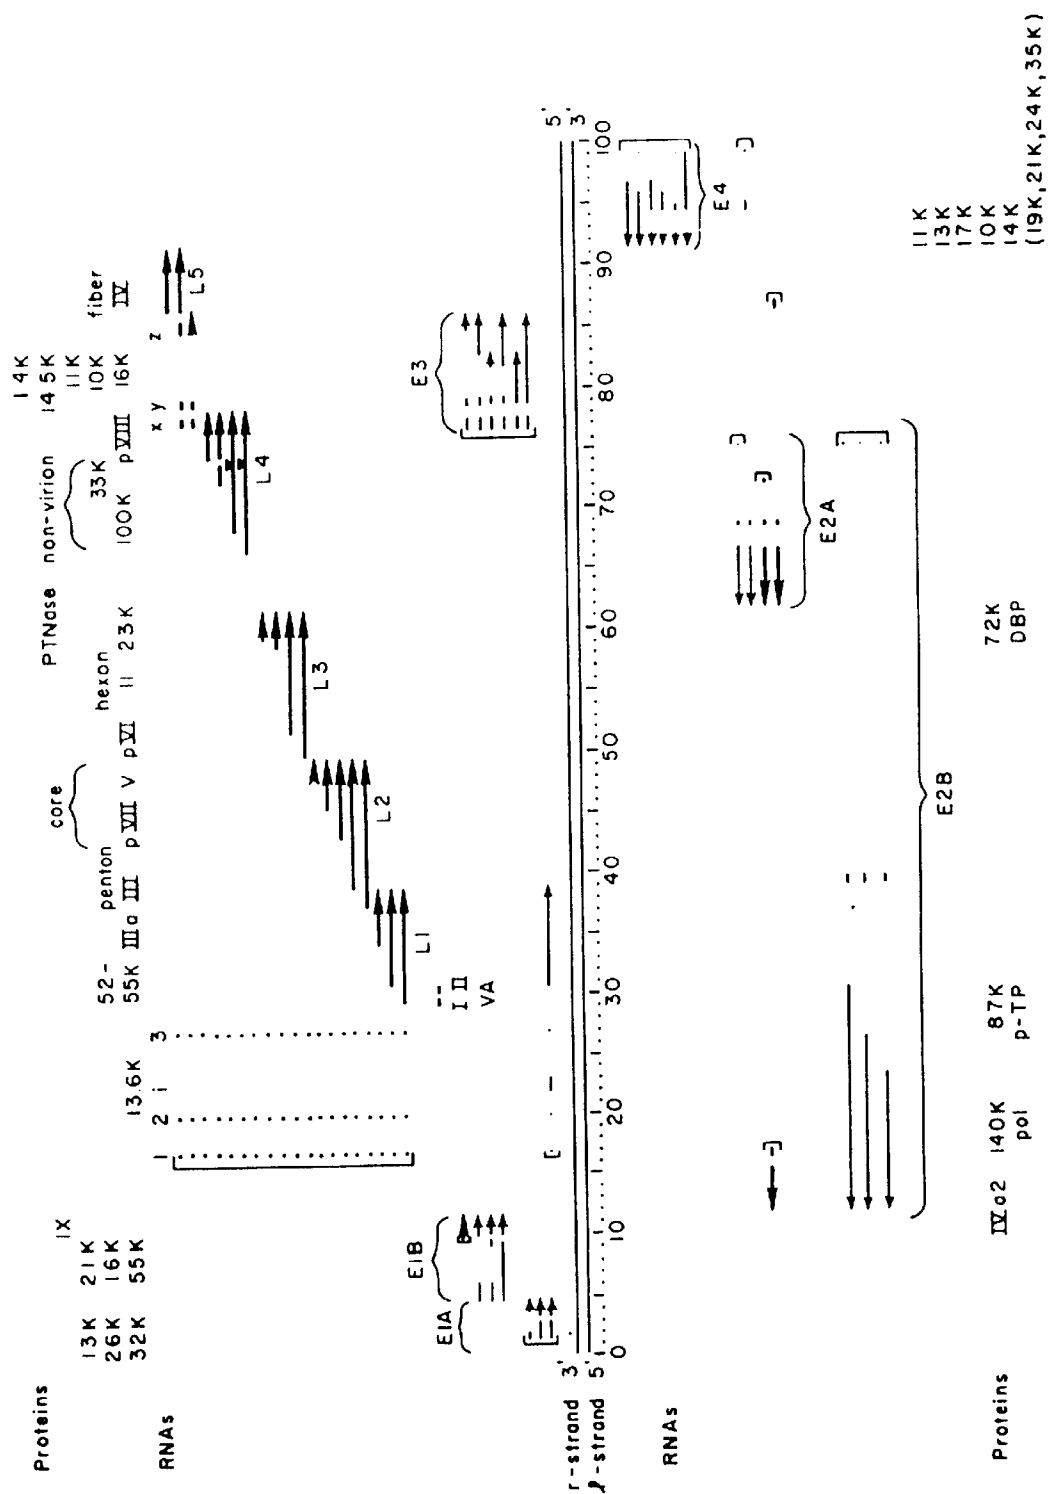 Proteins
14K
14.5K
11K
10K
16K
PTNase
non-virion
33K
100K
pVIII
fiber
IV
hexon
II
23K
pVI
core
pVII V
penton
III
IIIa
52-
55K
13.6K
IX
21K
16K
55K
13K
26K
32K
RNAs
1 2 i 3
x y z
L5
L4
L3
L2
L1
I II
VA
E3
E1B
E1A
r-strand 3' 5'
l-strand 5' 3'
0 10 20 30 40 50 60 70 80 90 100
RNAs
E4
E2A
E2B
Proteins
IVa2
140K
pol
87K
p-TP
72K
DBP
11K
13K
17K
10K
14K
(19K,21K,24K,35K)